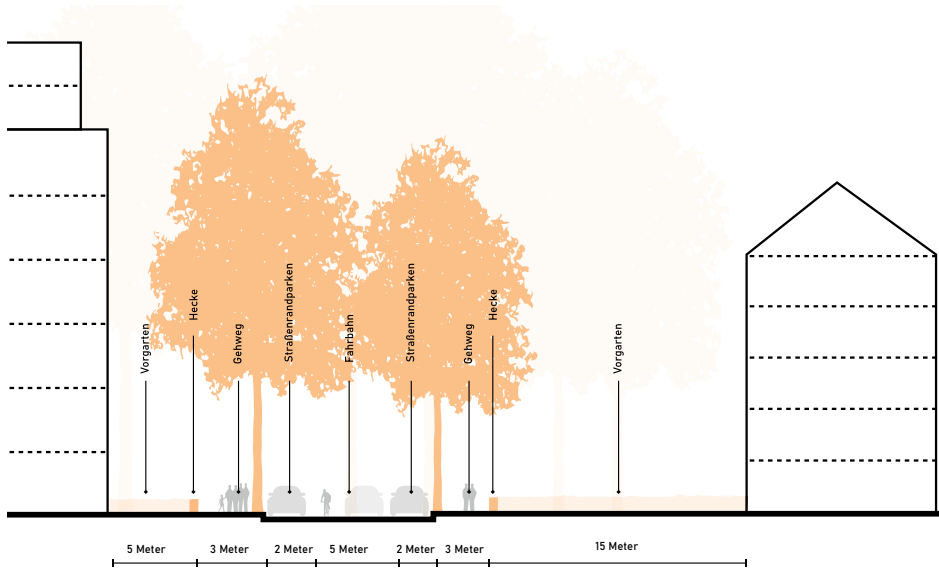 Vorgarten
Hecke
Gehweg
Straßenrandparken
Fahrbahn
Straßenrandparken
Gehweg
Hecke
Vorgarten
5 Meter
3 Meter
2 Meter
5 Meter
2 Meter
3 Meter
15 Meter